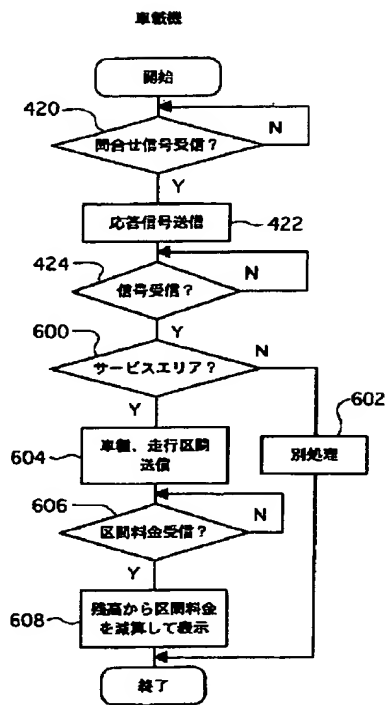 車載機
開始
420
問合せ信号受信？
N
Y
応答信号送信
422
424
信号受信？
N
Y
600
サービスエリア？
N
Y
602
604
車種、走行区間
送信
別処理
606
区間料金受信？
N
Y
608
残高から区間料金
を減算して表示
終了